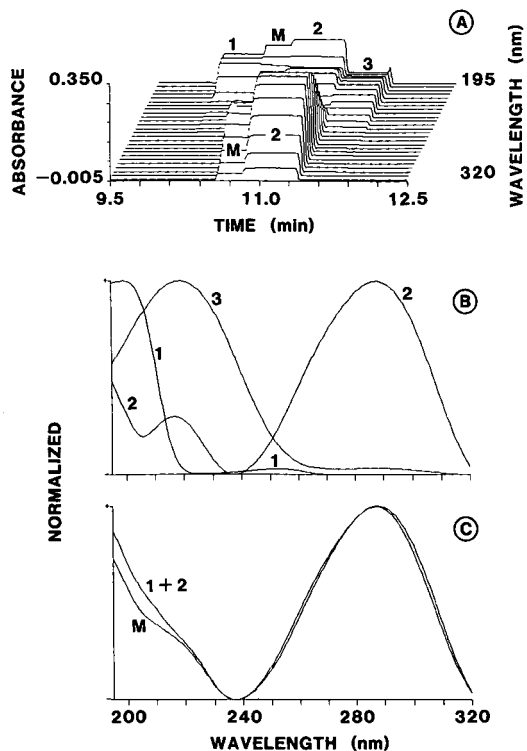 A
1 M 2
3
0.350
195
ABSORBANCE
WAVELENGTH (nm)
M 2
-0.005
320
9.5 11.0 12.5
TIME (min)
B
3 2
1
2
1
NORMALIZED
C
1 + 2
M
200 240 280 320
WAVELENGTH (nm)